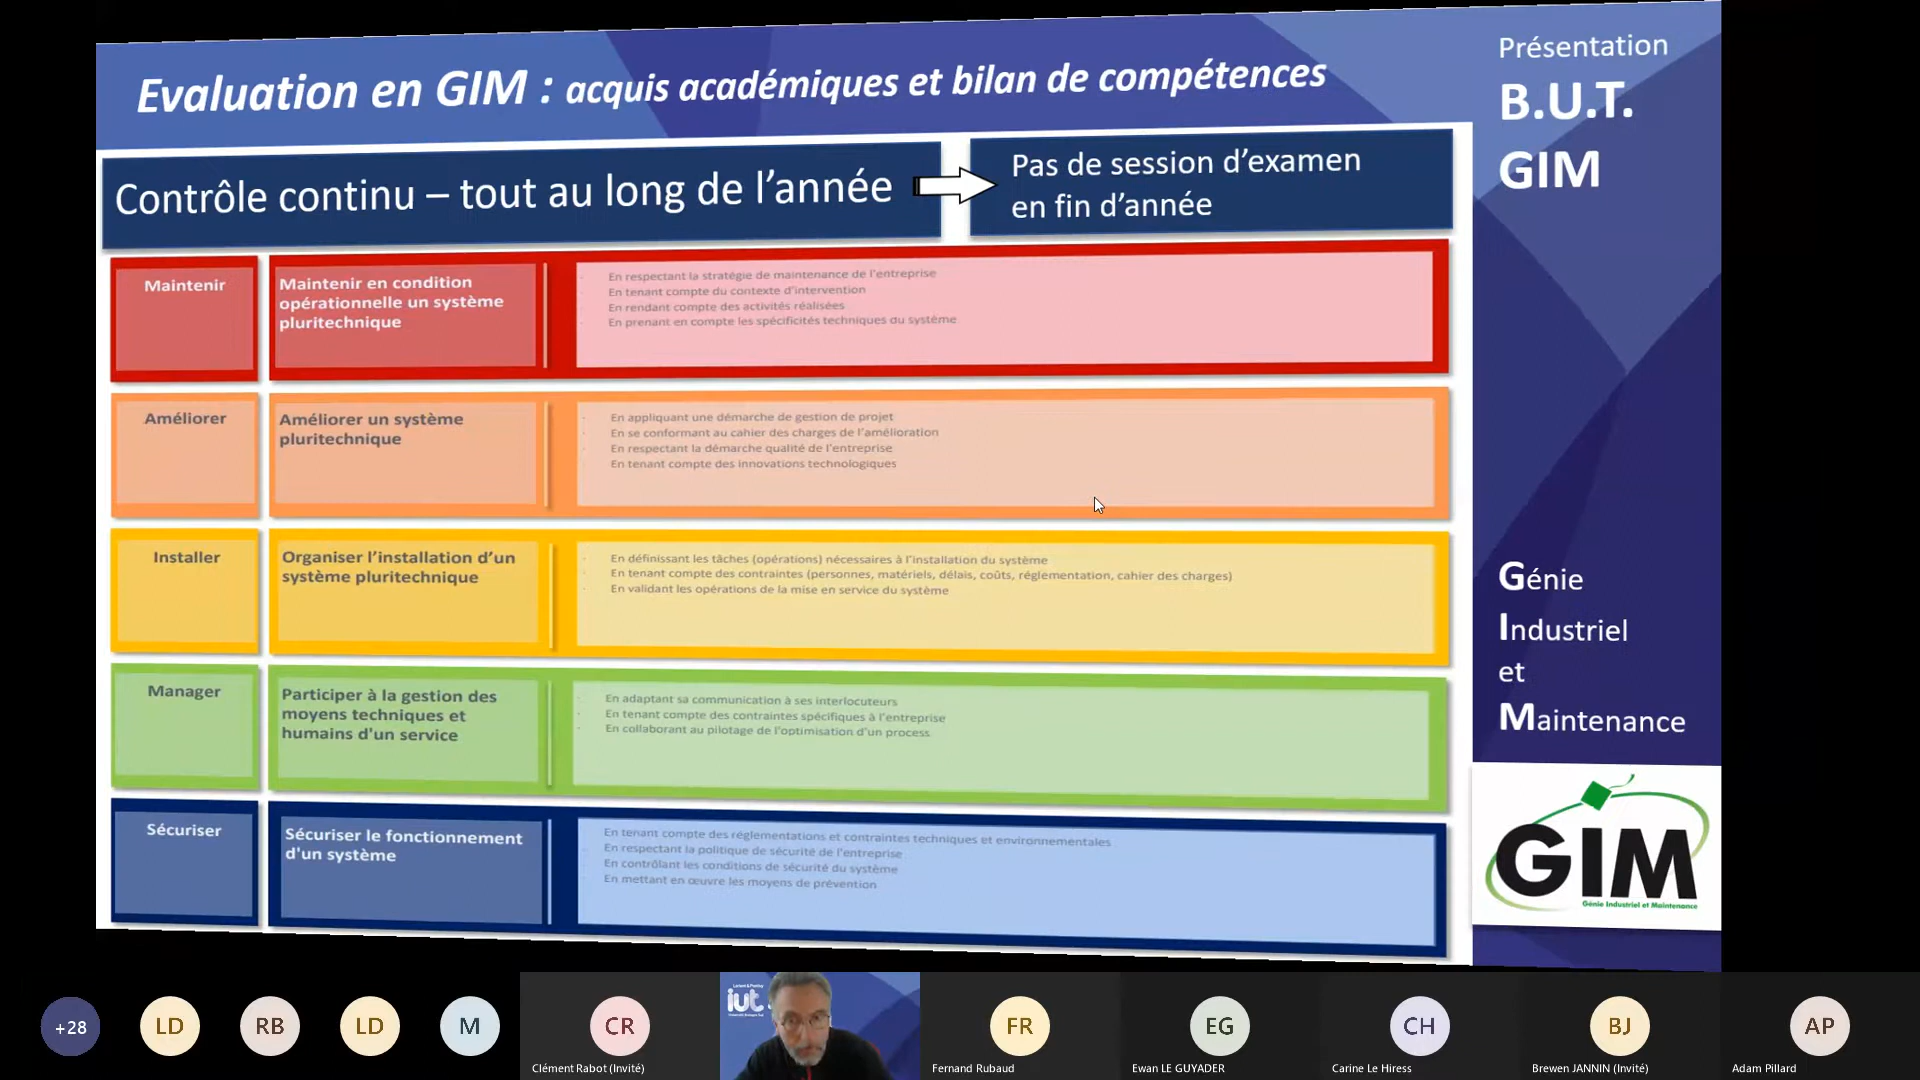 Evaluation en GIM : acquis académiques et bilan de compétences
Contrôle continu – tout au long de l'année
Pas de session d'examen
en fin d'année
Maintenir
Maintenir en condition
opérationnelle un système
pluritechnique
En respectant la stratégie de maintenance de l'entreprise
En tenant compte du contexte d'intervention
En rendant compte des activités réalisées
En prenant en compte les spécificités techniques du système
Améliorer
Améliorer un système
pluritechnique
En appliquant une démarche de gestion de projet
En se conformant au cahier des charges de l'amélioration
En respectant la démarche qualité de l'entreprise
En tenant compte des innovations technologiques
Installer
Organiser l'installation d'un
système pluritechnique
En définissant les tâches (opérations) nécessaires à l'installation du système
En tenant compte des contraintes (personnes, matériels, délais, coûts, réglementation, cahier des charges)
En validant les opérations de la mise en service du système
Manager
Participer à la gestion des
moyens techniques et
humains d'un service
En adaptant sa communication à ses interlocuteurs
En tenant compte des contraintes spécifiques à l'entreprise
En collaborant au pilotage de l'optimisation d'un process
Sécuriser
Sécuriser le fonctionnement
d'un système
En tenant compte des réglementations et contraintes techniques et environnementales
En respectant la politique de sécurité de l'entreprise
En contrôlant les conditions de sécurité du système
En mettant en œuvre les moyens de prévention
Présentation
B.U.T.
GIM
Génie
Industriel
et
Maintenance
GIM
Génie Industriel et Maintenance
+28
LD
RB
LD
M
CR
Clément Rabot (Invité)
iut
FR
Fernand Rubaud
EG
Ewan LE GUYADER
CH
Carine Le Hiress
BJ
Brewen JANNIN (Invité)
AP
Adam Pillard